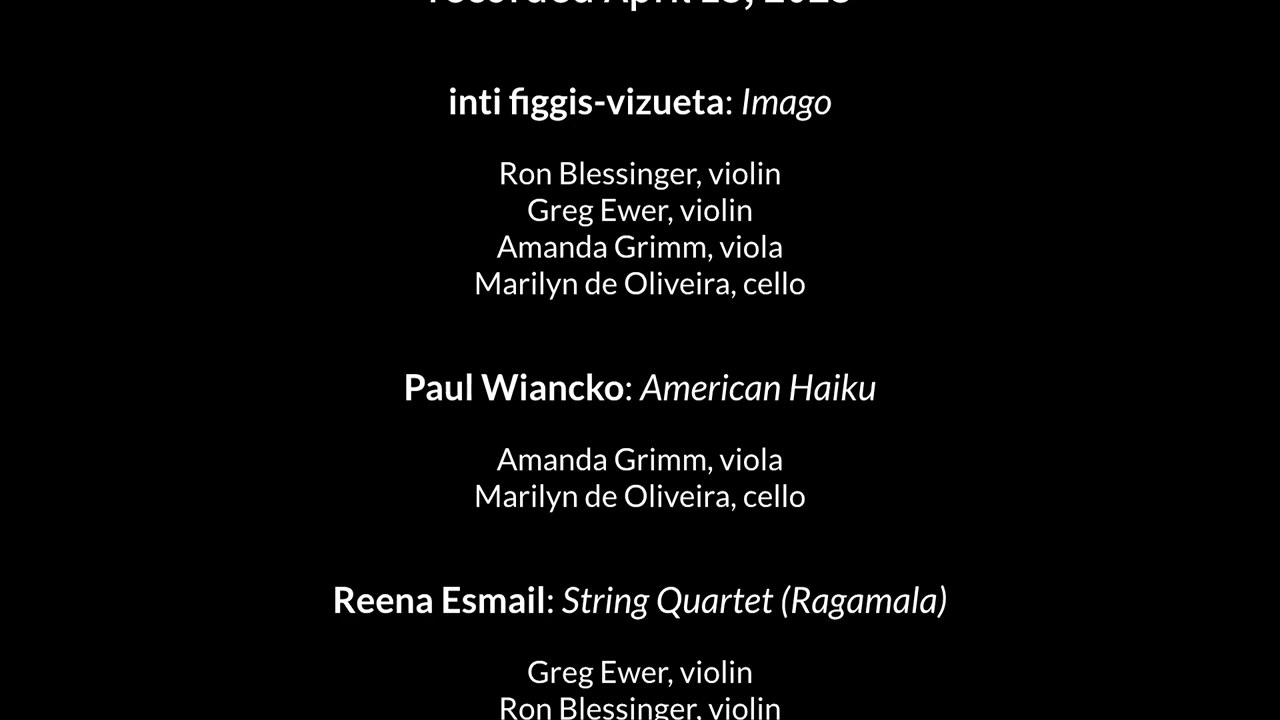 recorded April
inti figgis-vizueta: Imago
Ron Blessinger, violin
Greg Ewer, violin
Amanda Grimm, viola
Marilyn de Oliveira, cello
Paul Wiancko: American Haiku
Amanda Grimm, viola
Marilyn de Oliveira, cello
Reena Esmail: String Quartet (Ragamala)
Greg Ewer, violin
Ron Blessinger, violin